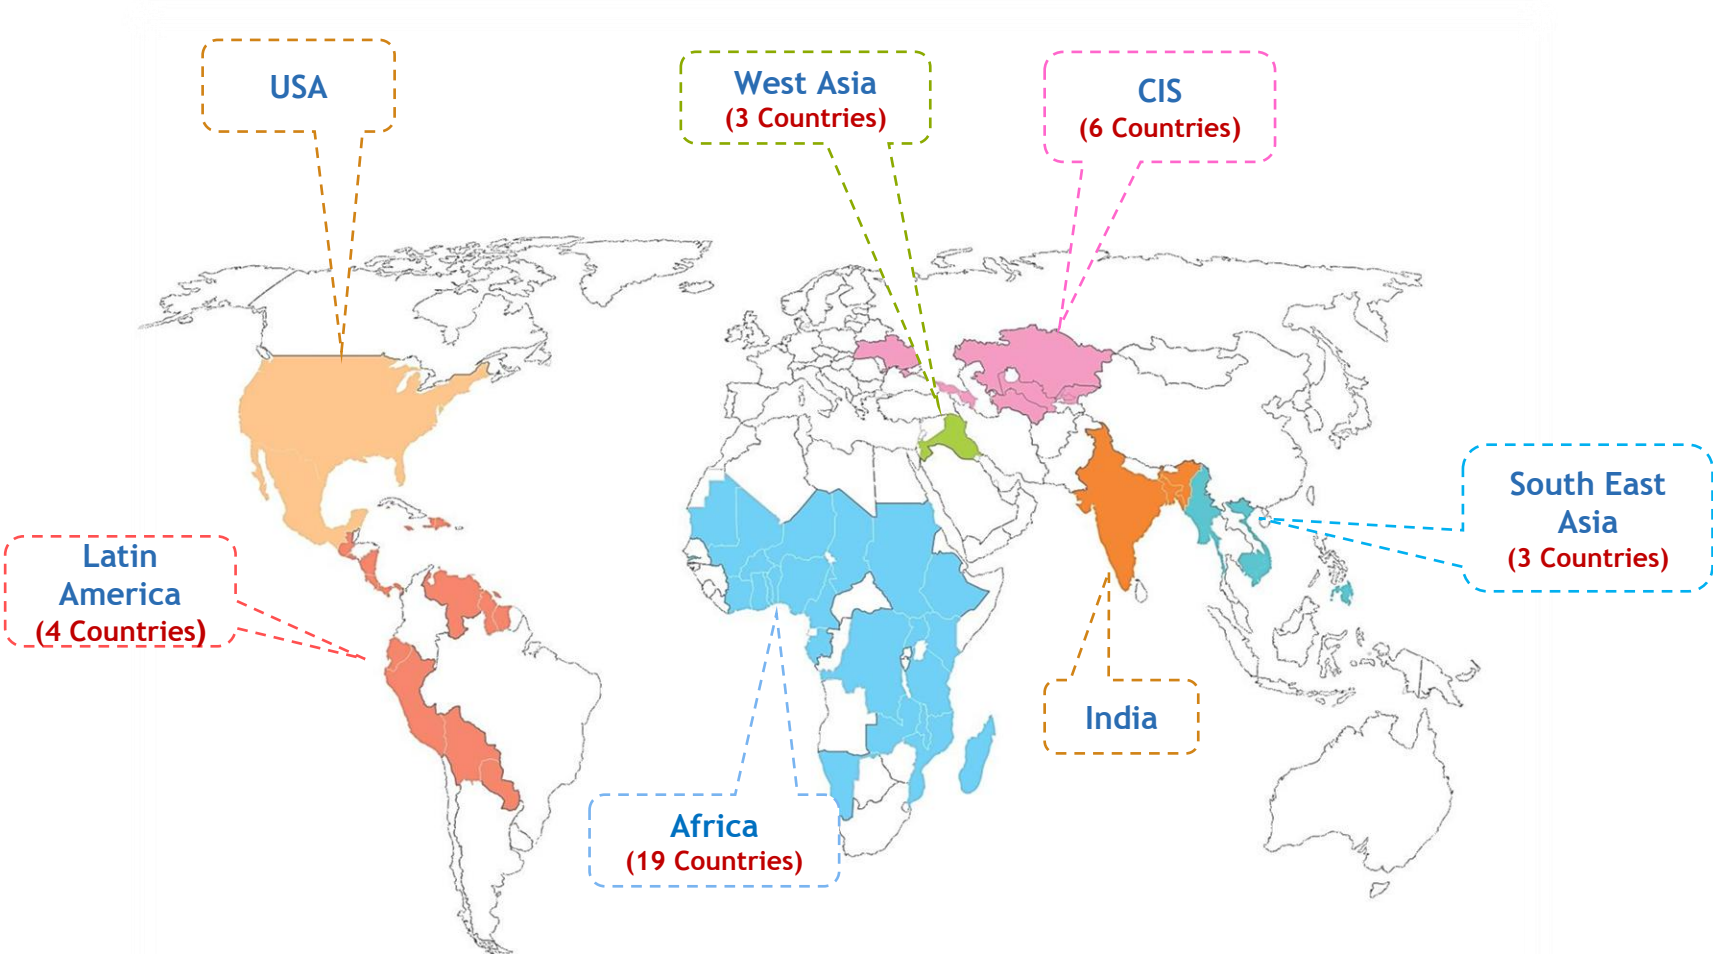 USA
West Asia
(3 Countries)
CIS
(6 Countries)
South East
Asia
(3 Countries)
Latin
America
(4 Countries)
India
Africa
(19 Countries)